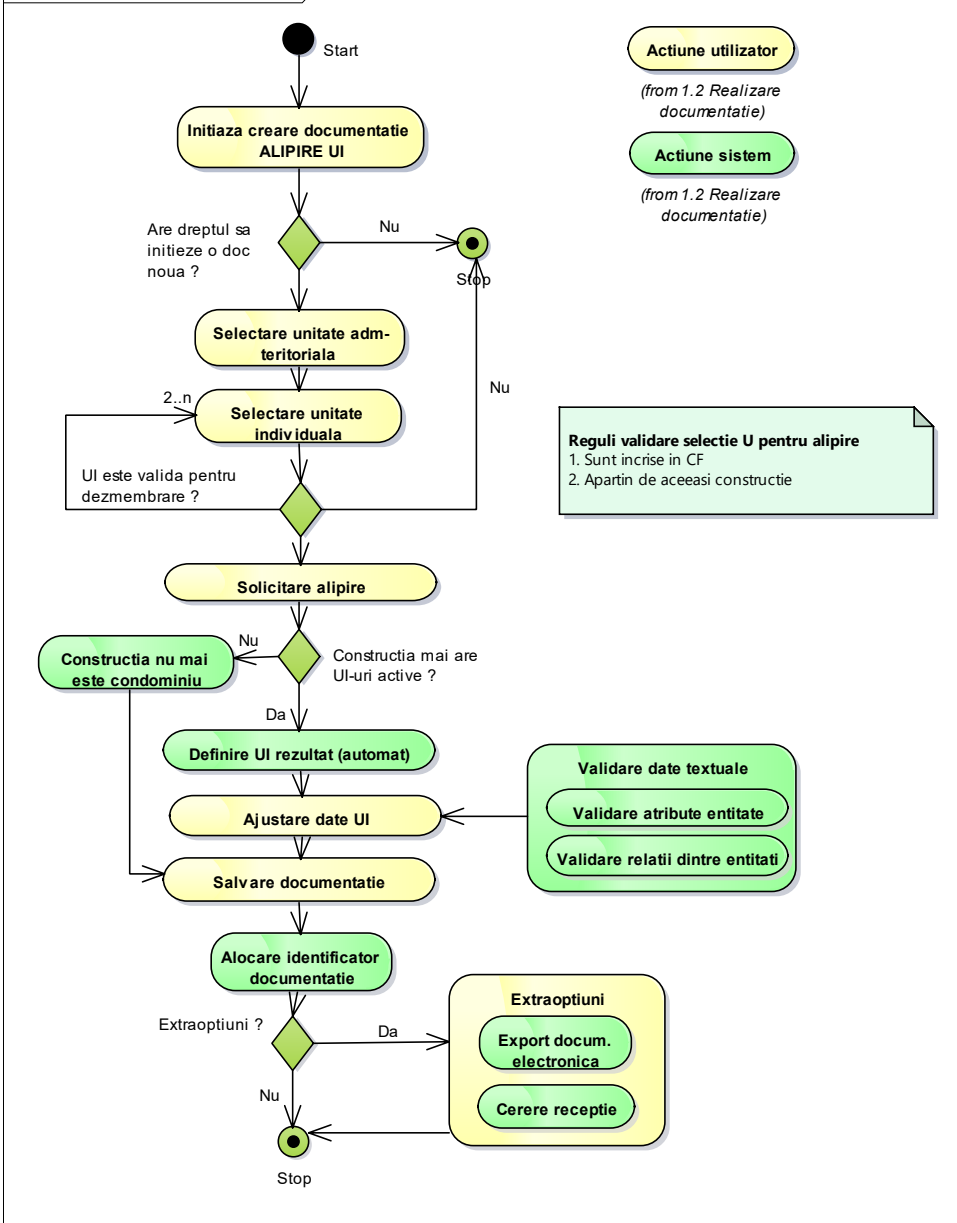 Start
Actiune utilizator
(from 1.2 Realizare
documentatie)
Initiaza creare documentatie
ALIPIRE UI
Actiune sistem
(from 1.2 Realizare
documentatie)
Are dreptul sa
initieze o doc
noua ?
Nu
Stop
Selectare unitate adm-
teritoriala
Nu
2..n
Selectare unitate
individuala
Reguli validare selectie U pentru alipire
1. Sunt incrise in CF
2. Apartin de aceeasi constructie
UI este valida pentru
dezmembrare ?
Solicitare alipire
Nu
Constructia mai are
UI-uri active ?
Constructia nu mai
este condominiu
Da
Definire UI rezultat (automat)
Validare date textuale
Validare atribute entitate
Validare relatii dintre entitati
Ajustare date UI
Salvare documentatie
Alocare identificator
documentatie
Extraoptiuni ?
Da
Extraoptiuni
Export docum.
electronica
Cerere receptie
Nu
Stop